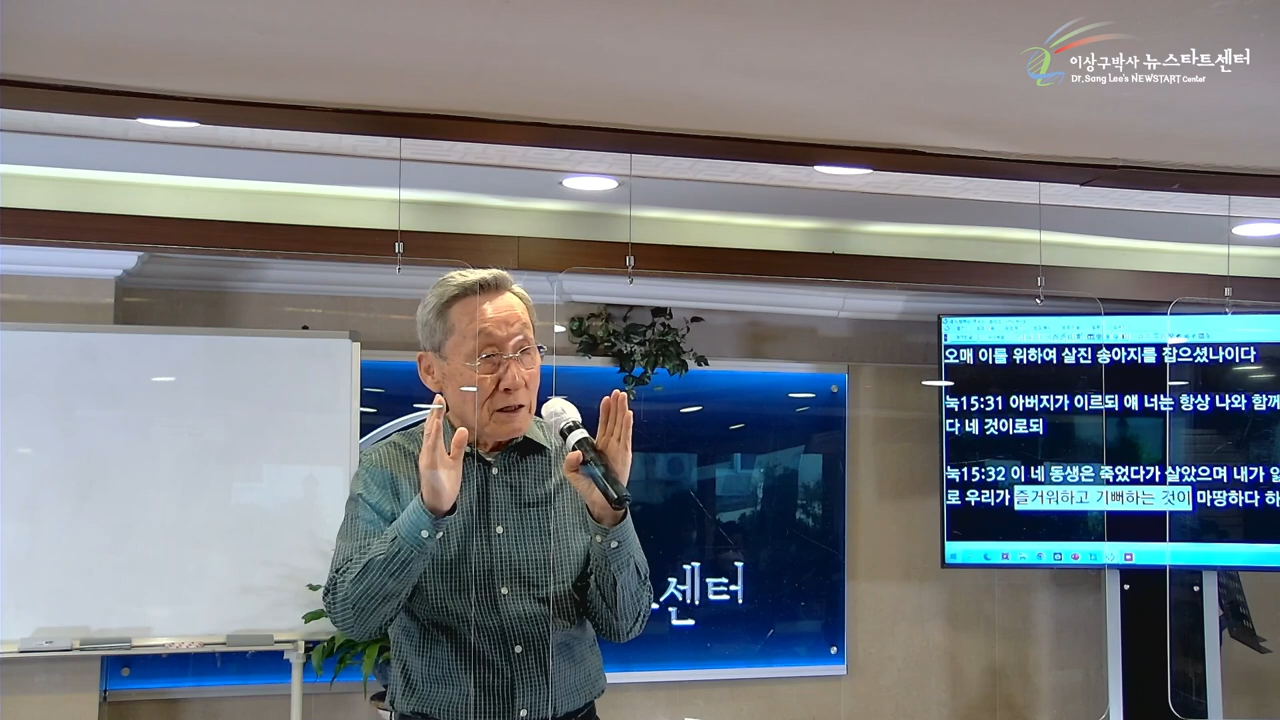 이상구박사 뉴스타트센터
Dr. Sang Lee's NEWSTART Center
오매 이를 위하여 살진 송아지를 잡으셨나이다
눅15:31 아버지가 이르되 얘 너는 항상 나와 함께
다 네 것이로되
눅15:32 이 네 동생은 죽었다가 살았으며 내가
로 우리가 즐거워하고 기뻐하는 것이 마땅하다 하
센터